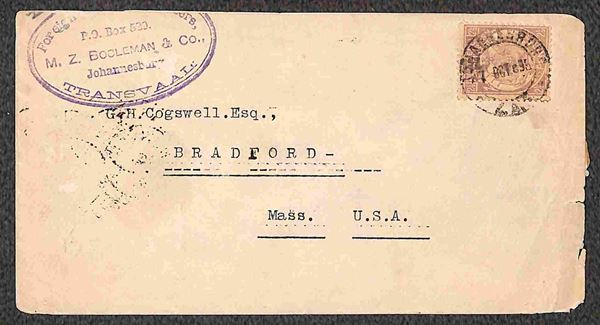 P.O. Box 530.
M. Z. BOOLEMAN & Co.,
Johannesburg
TRANSVAAL.
G.H.Cogswell.Esq.,
BRADFORD-
Mass. U.S.A.